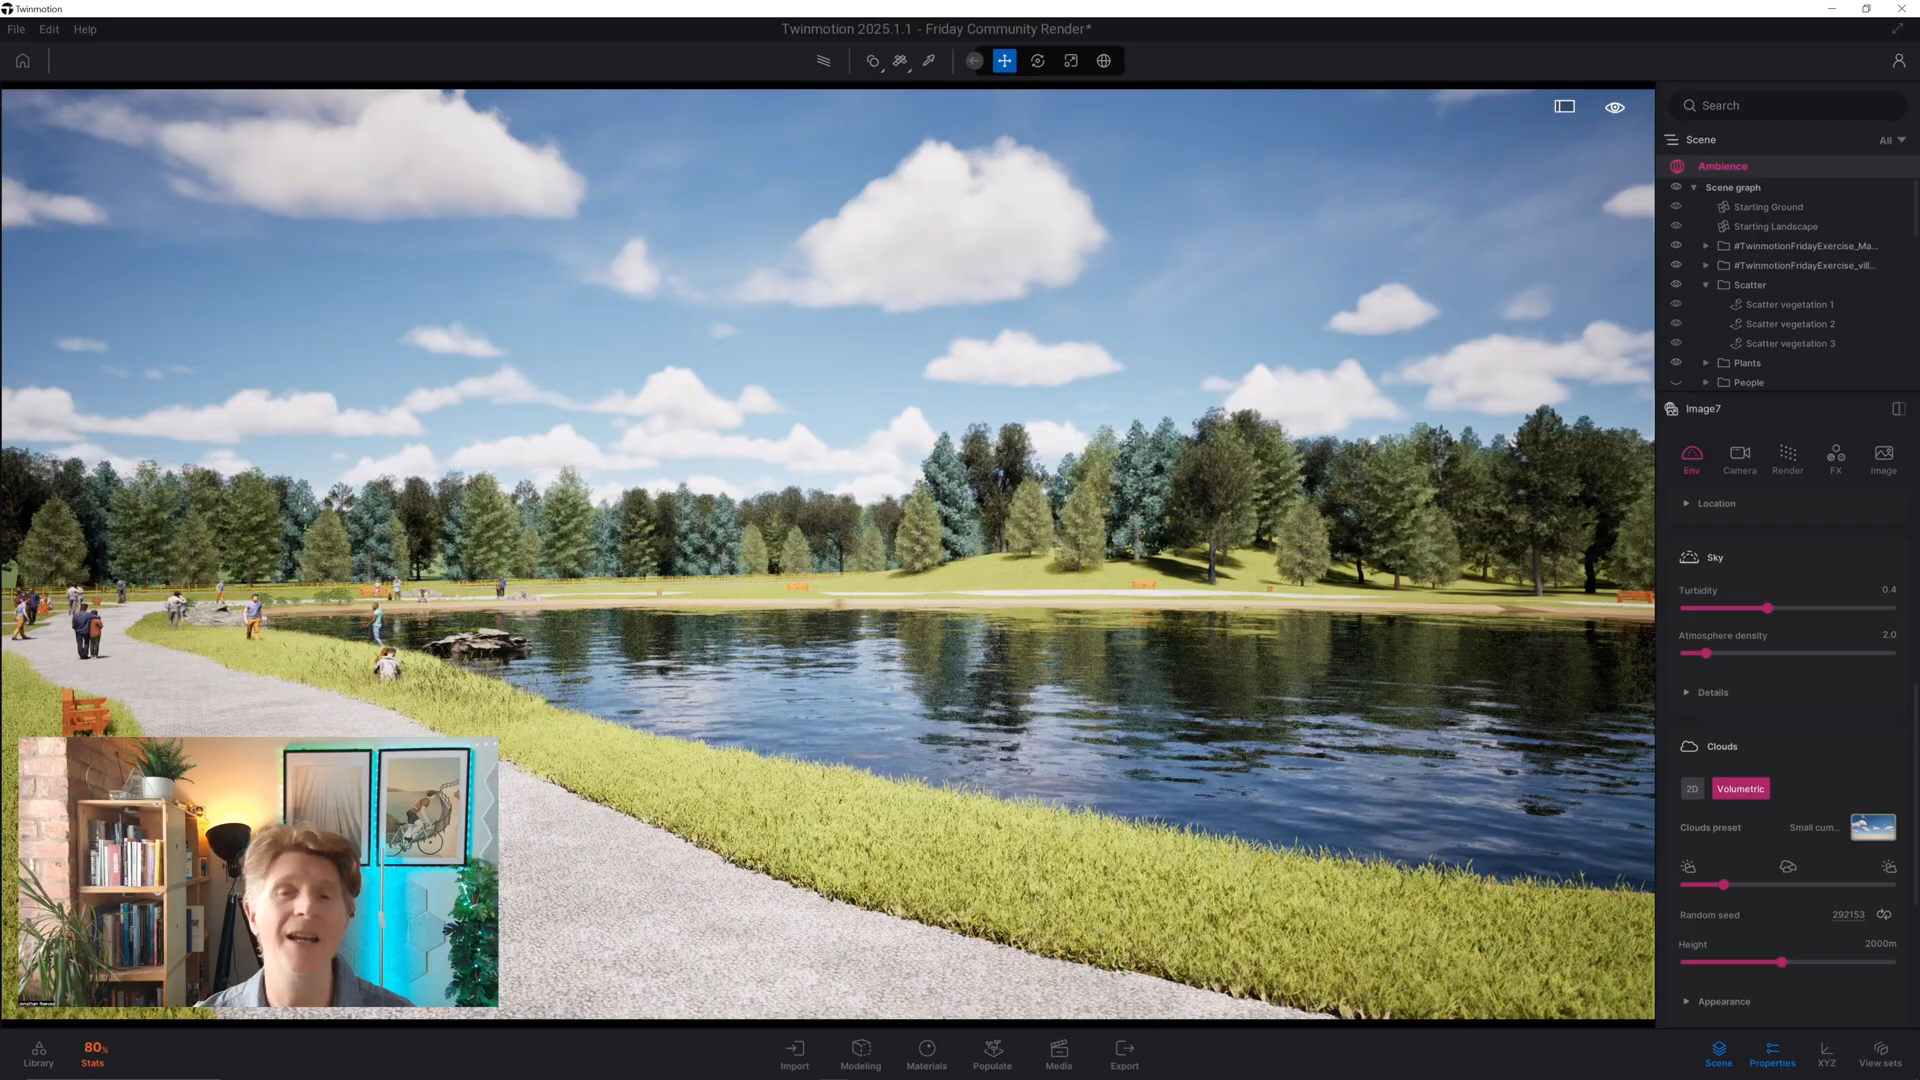 Twinmotion
File Edit Help
Twinmotion 2025.1.1 - Friday Community Render*
Search
Scene
All
Ambience
Scene graph
Starting Ground
Starting Landscape
#TwinmotionFridayExercise_Ma...
#TwinmotionFridayExercise_vill...
Scatter
Scatter vegetation 1
Scatter vegetation 2
Scatter vegetation 3
Plants
People
Image7
Env Camera Render FX Image
Location
Sky
Turbidity 0.4
Atmosphere density 2.0
Details
Clouds
2D Volumetric
Clouds preset Small cum...
Random seed 292153
Height 2000m
Appearance
Jonathan Reeves
80%
Library Stats Import Modeling Materials Populate Media Export Scene Properties XYZ View sets